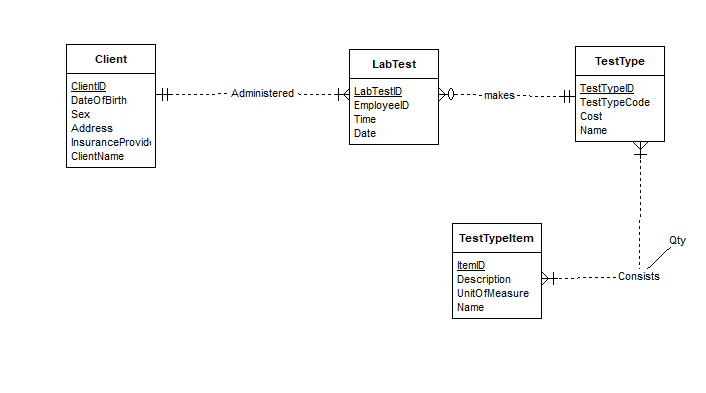 Client
ClientID
DateOfBirth
Sex
Address
InsuranceProvide
ClientName
Administered
LabTest
LabTestID
EmployeeID
Time
Date
makes
TestType
TestTypeID
TestTypeCode
Cost
Name
Qty
Consists
TestTypeItem
ItemID
Description
UnitOfMeasure
Name